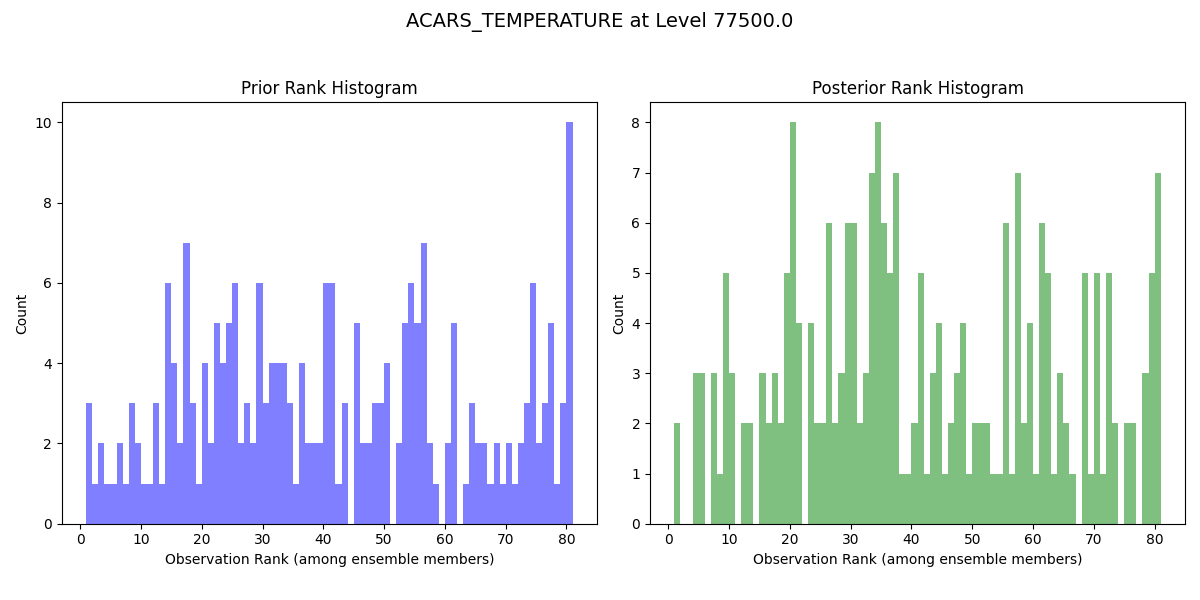 ACARS_TEMPERATURE at Level 77500.0
Prior Rank Histogram
Count
10
8
6
4
2
0
0 10 20 30 40 50 60 70 80
Observation Rank (among ensemble members)
Posterior Rank Histogram
Count
8
7
6
5
4
3
2
1
0
0 10 20 30 40 50 60 70 80
Observation Rank (among ensemble members)